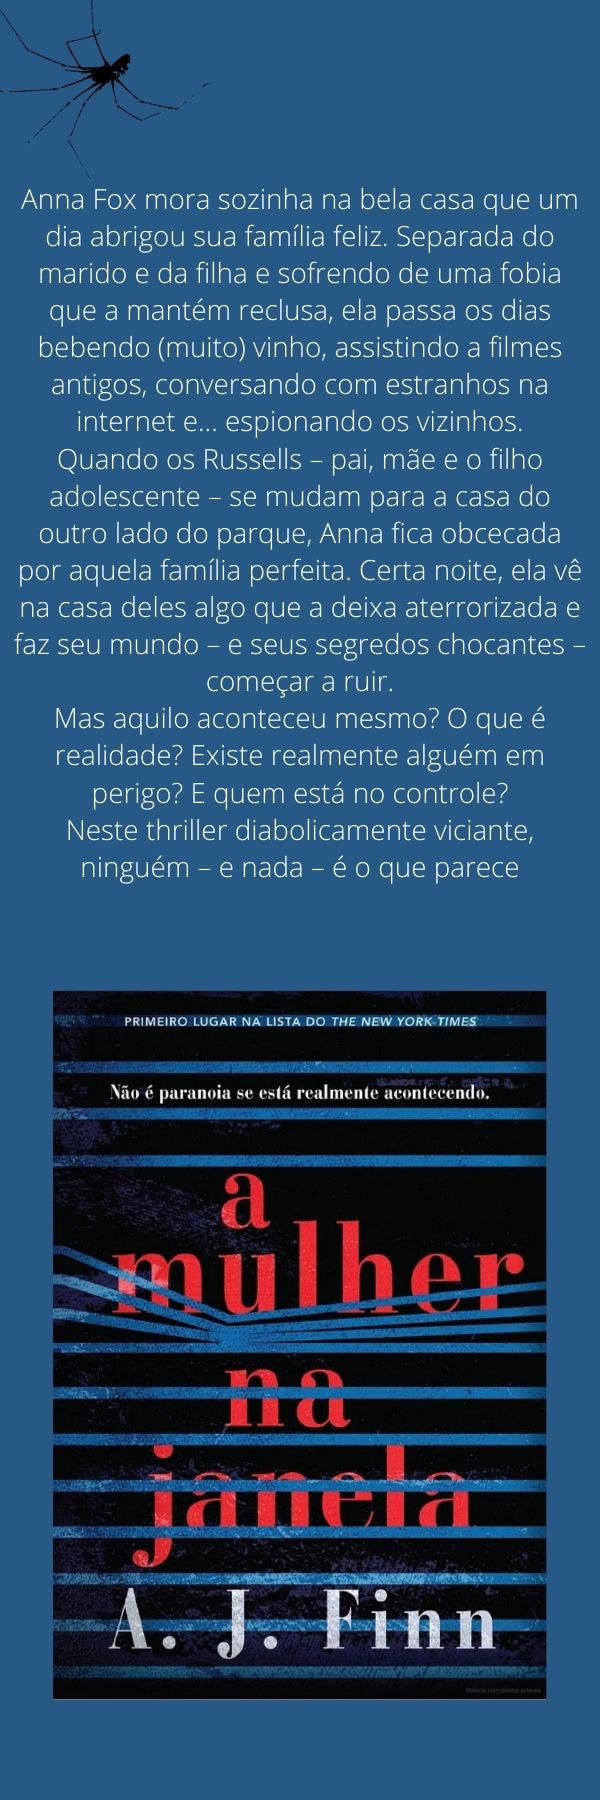 Anna Fox mora sozinha na bela casa que um
dia abrigou sua família feliz. Separada do
marido e da filha e sofrendo de uma fobia
que a mantém reclusa, ela passa os dias
bebendo (muito) vinho, assistindo a filmes
antigos, conversando com estranhos na
internet e... espionando os vizinhos.
Quando os Russells – pai, mãe e o filho
adolescente – se mudam para a casa do
outro lado do parque, Anna fica obcecada
por aquela família perfeita. Certa noite, ela vê
na casa deles algo que a deixa aterrorizada e
faz seu mundo – e seus segredos chocantes –
começar a ruir.
Mas aquilo aconteceu mesmo? O que é
realidade? Existe realmente alguém em
perigo? E quem está no controle?
Neste thriller diabolicamente viciante,
ninguém – e nada – é o que parece
PRIMEIRO LUGAR NA LISTA DO THE NEW YORK TIMES
Não é paranoia se está realmente acontecendo.
a
mulher
na
janela
A. J. Finn
Material com direitos autorais